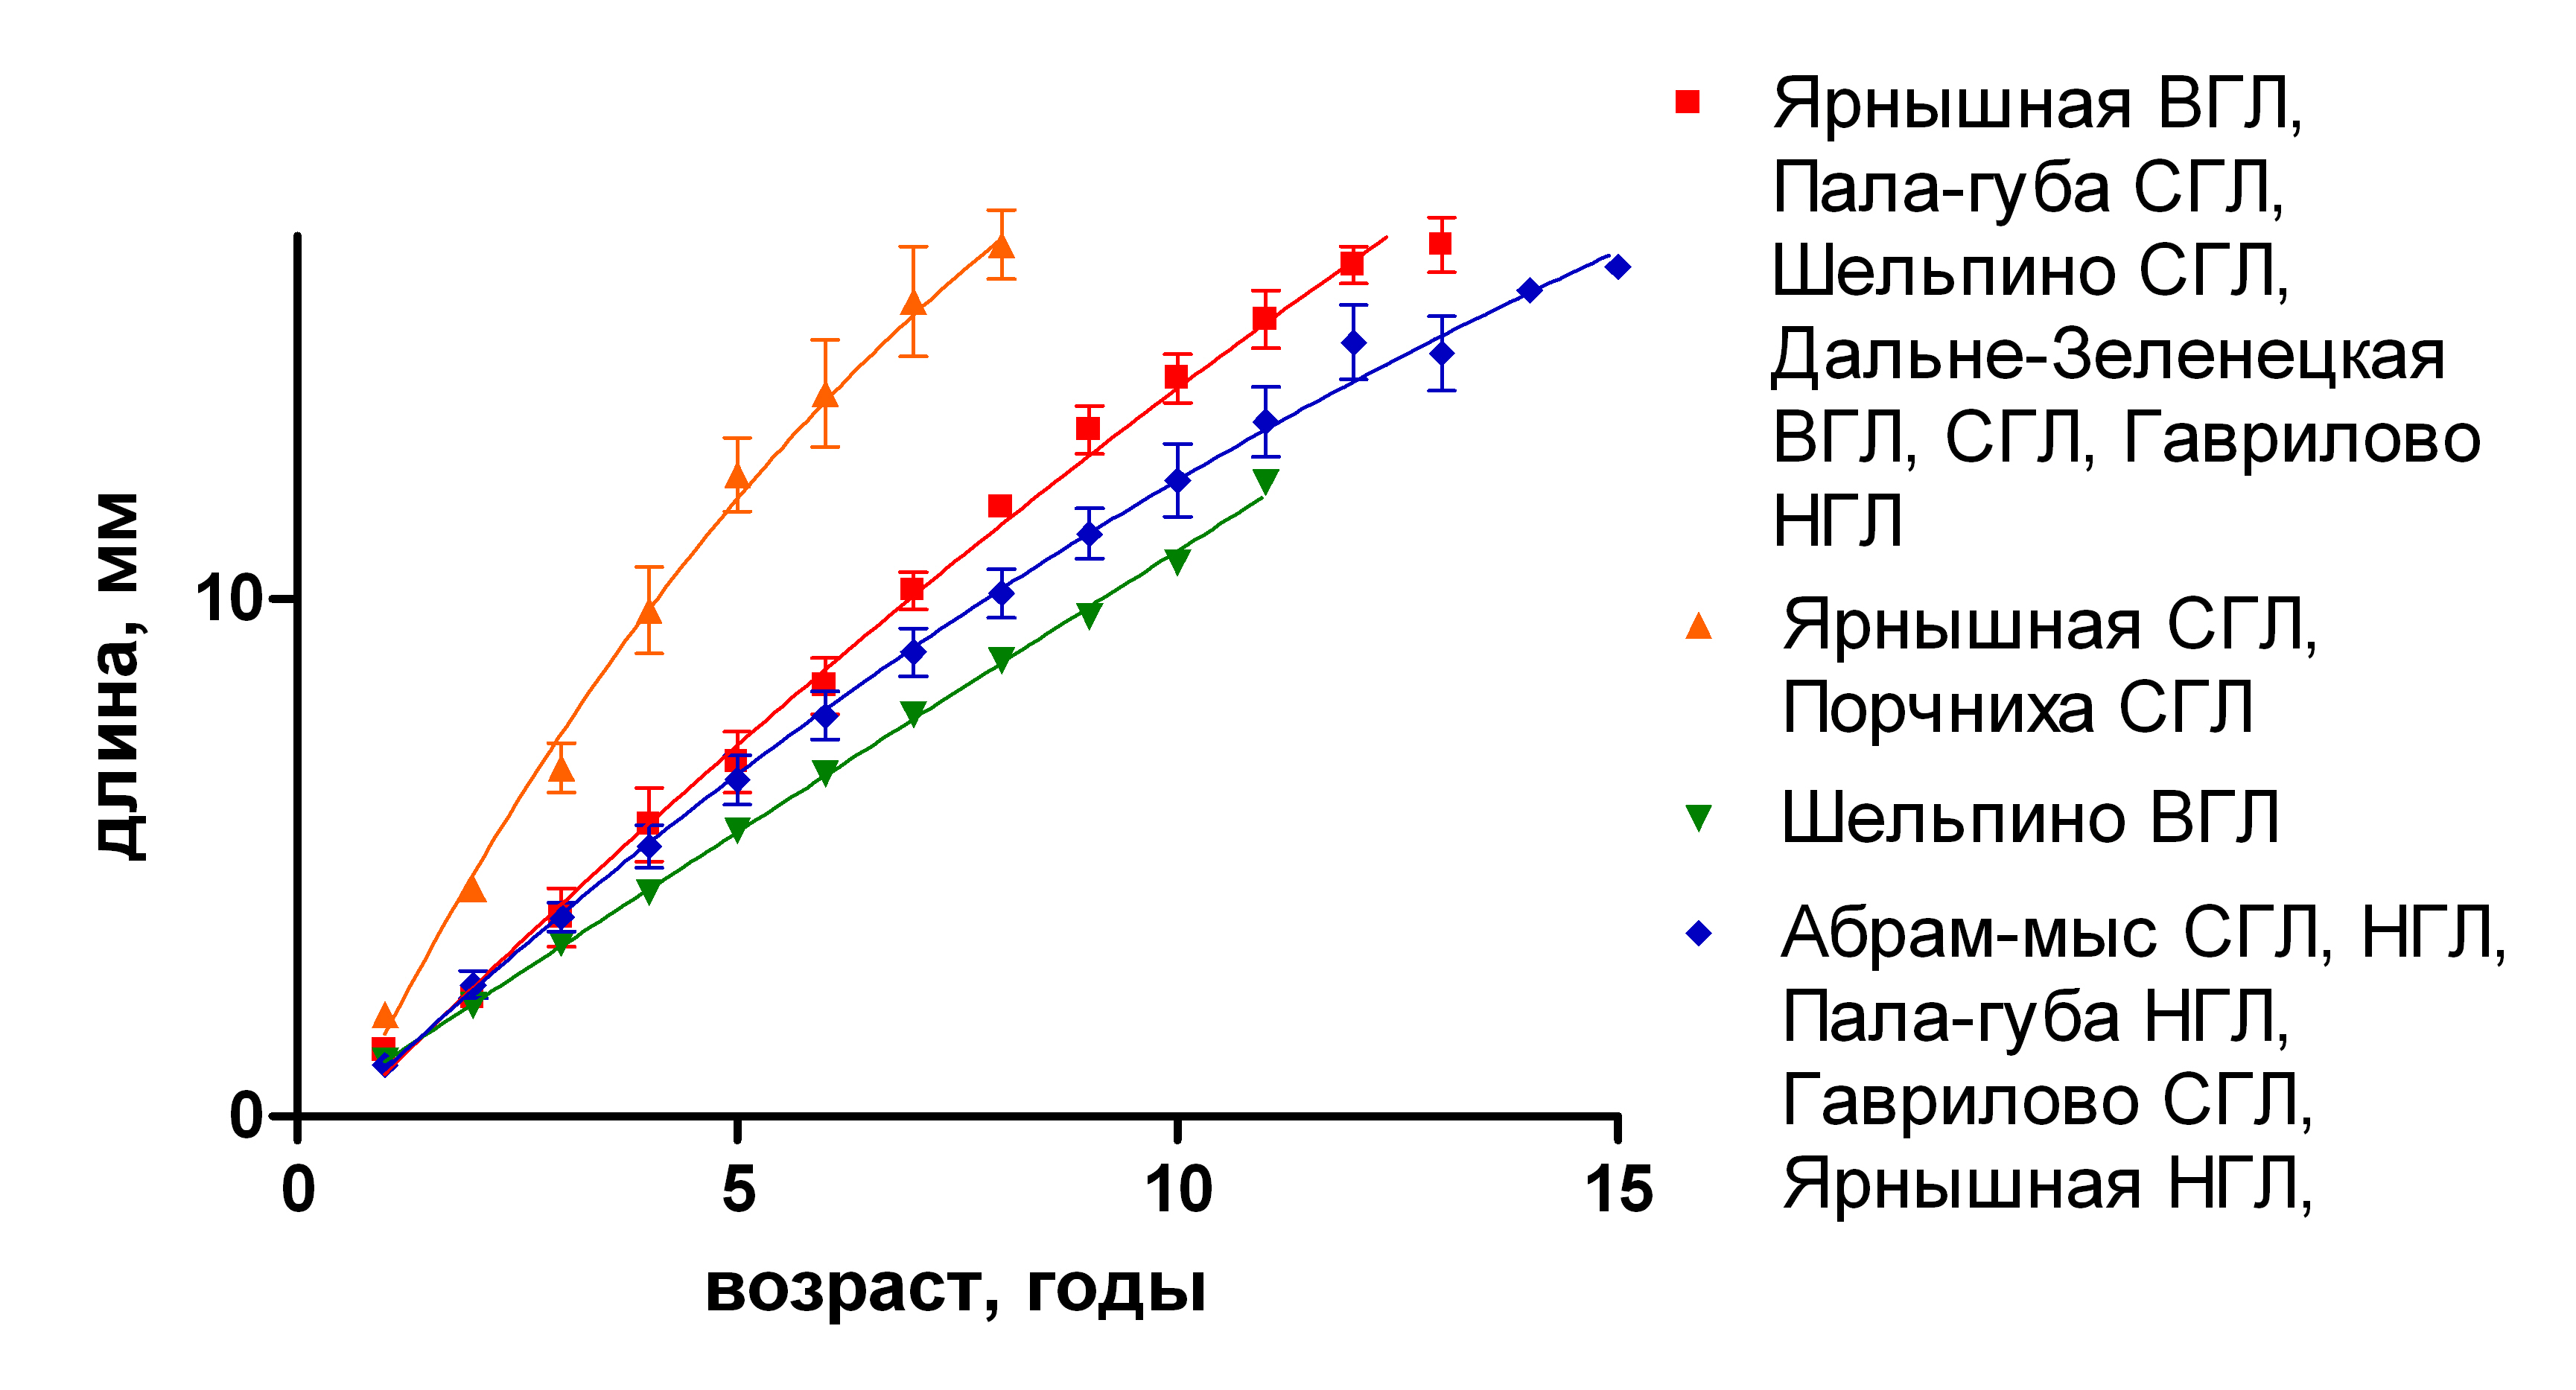 Ярнышная ВГЛ,
Пала-губа СГЛ,
Шельпино СГЛ,
Дальне-Зеленецкая
ВГЛ, СГЛ, Гаврилово
НГЛ
Ярнышная СГЛ,
Порчниха СГЛ
Шельпино ВГЛ
Абрам-мыс СГЛ, НГЛ,
Пала-губа НГЛ,
Гаврилово СГЛ,
Ярнышная НГЛ,
длина, мм
10
0
0
5
10
15
возраст, годы